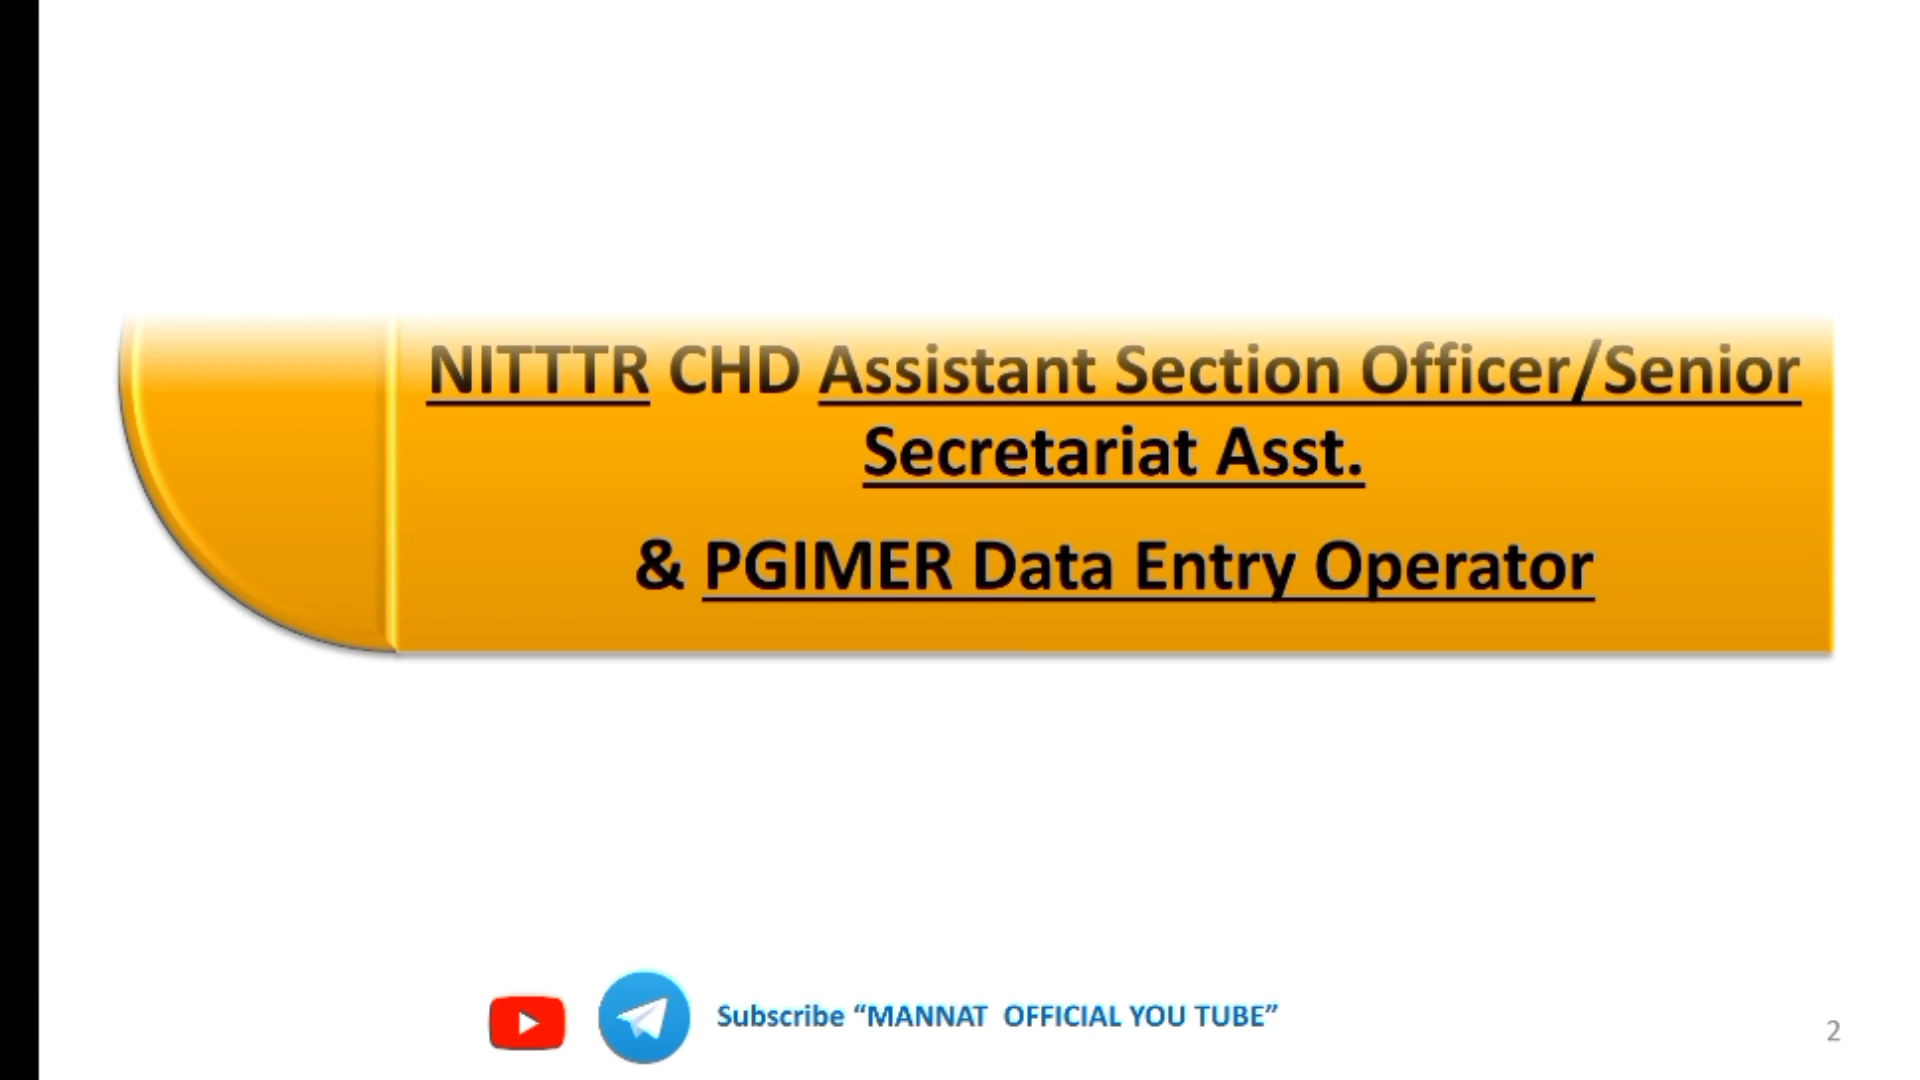 NITTTR CHD Assistant Section Officer/Senior
Secretariat Asst.
& PGIMER Data Entry Operator
Subscribe “MANNAT  OFFICIAL YOU TUBE”
2